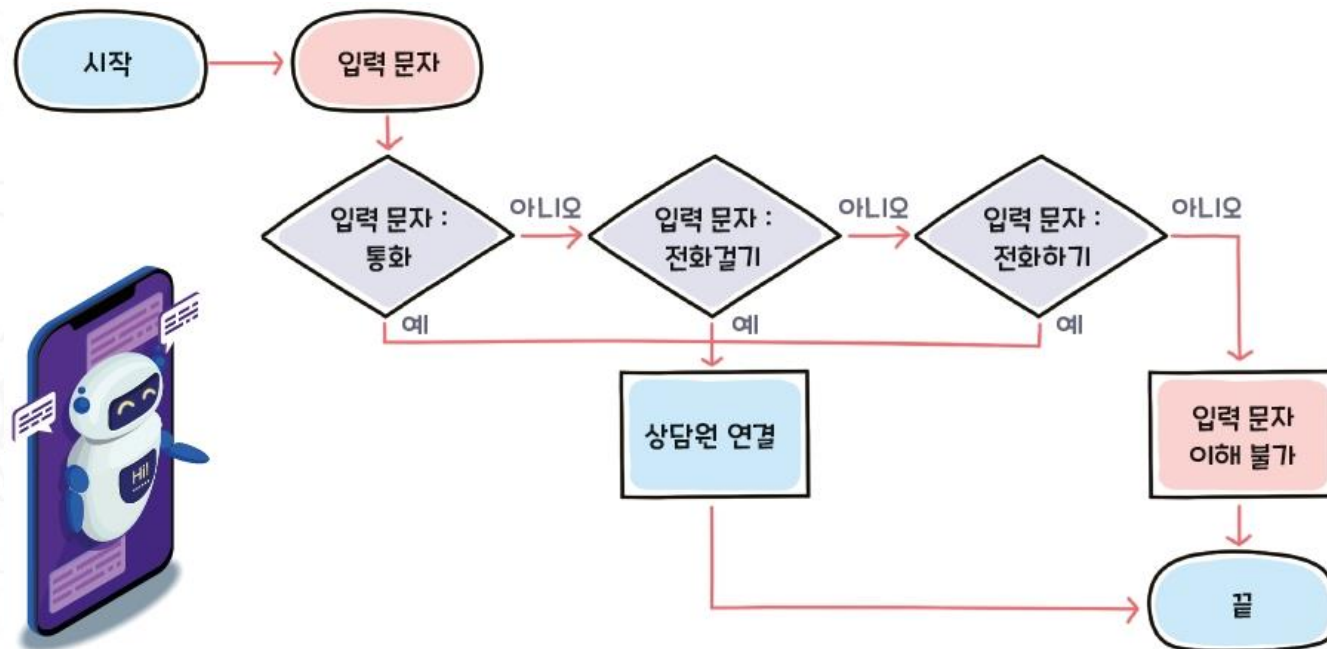 시작
입력 문자
입력 문자 :
통화
아니오
입력 문자 :
전화걸기
아니오
입력 문자 :
전화하기
아니오
예
예
예
상담원 연결
입력 문자
이해 불가
끝
Hi!